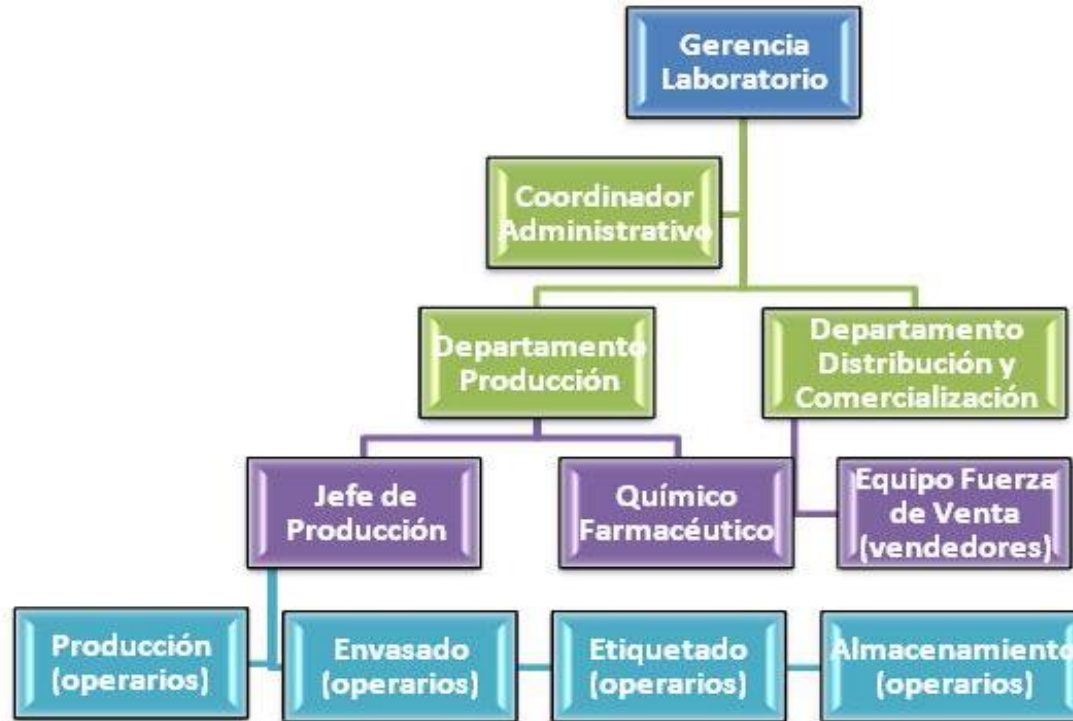 Gerencia
Laboratorio
Coordinador
Administrativo
Departamento
Producción
Departamento
Distribución y
Comercialización
Jefe de
Producción
Químico
Farmacéutico
Equipo Fuerza
de Venta
(vendedores)
Producción
(operarios)
Envasado
(operarios)
Etiquetado
(operarios)
Almacenamiento
(operarios)